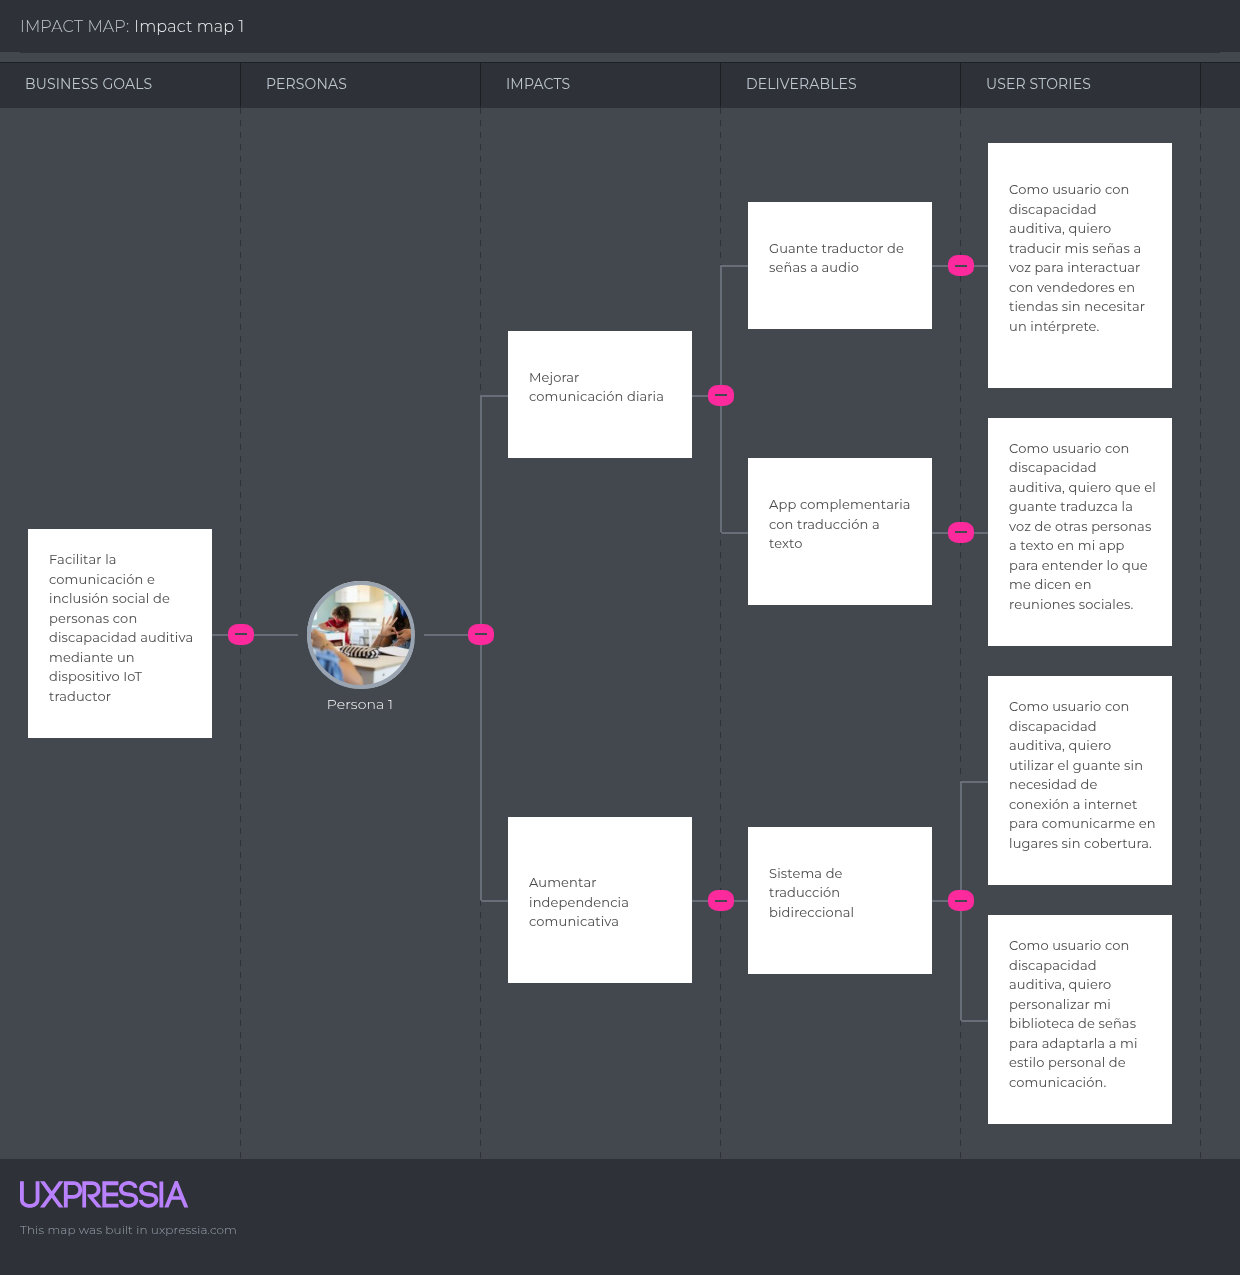 IMPACT MAP: Impact map 1
BUSINESS GOALS
PERSONAS
IMPACTS
DELIVERABLES
USER STORIES
Facilitar la
comunicación e
inclusión social de
personas con
discapacidad auditiva
mediante un
dispositivo IoT
traductor
Persona 1
Mejorar
comunicación diaria
Guante traductor de
señas a audio
Como usuario con
discapacidad
auditiva, quiero
traducir mis señas a
voz para interactuar
con vendedores en
tiendas sin necesitar
un intérprete.
App complementaria
con traducción a
texto
Como usuario con
discapacidad
auditiva, quiero que el
guante traduzca la
voz de otras personas
a texto en mi app
para entender lo que
me dicen en
reuniones sociales.
Aumentar
independencia
comunicativa
Sistema de
traducción
bidireccional
Como usuario con
discapacidad
auditiva, quiero
utilizar el guante sin
necesidad de
conexión a internet
para comunicarme en
lugares sin cobertura.
Como usuario con
discapacidad
auditiva, quiero
personalizar mi
biblioteca de señas
para adaptarla a mi
estilo personal de
comunicación.
UXPRESSIA
This map was built in uxpressia.com